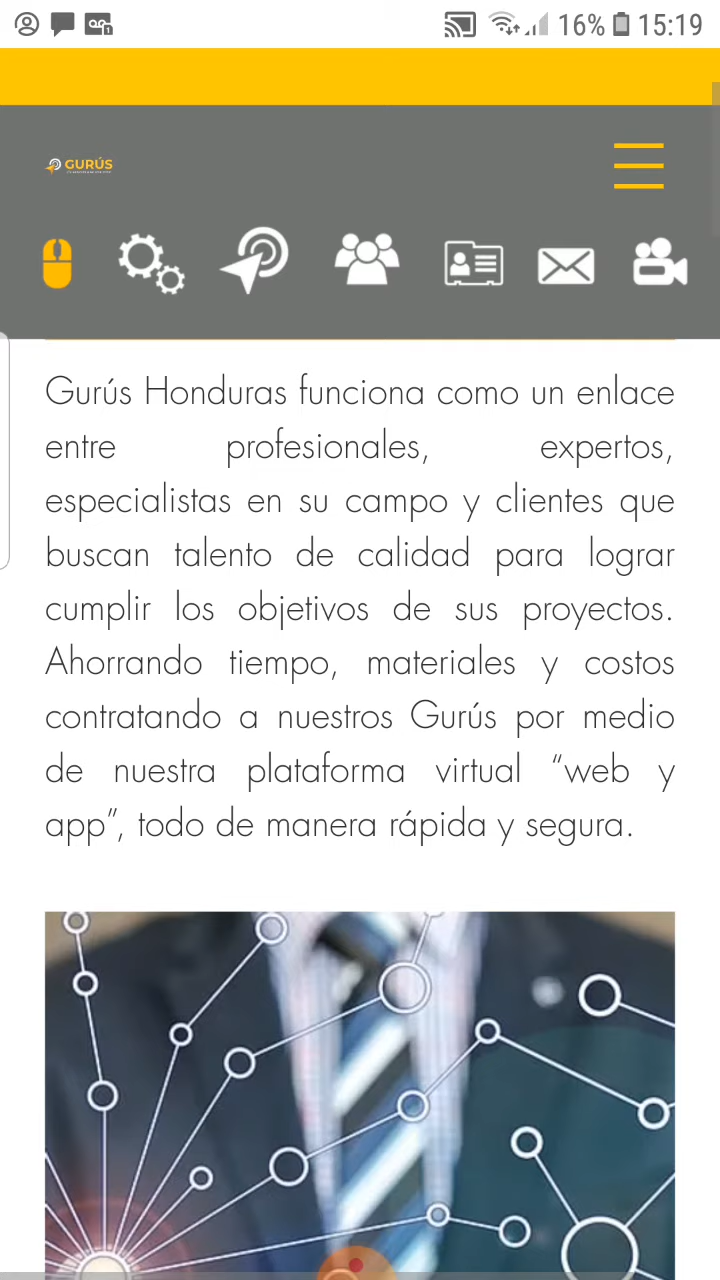 16% 15:19
GURÚS
Gurús Honduras funciona como un enlace
entre profesionales, expertos,
especialistas en su campo y clientes que
buscan talento de calidad para lograr
cumplir los objetivos de sus proyectos.
Ahorrando tiempo, materiales y costos
contratando a nuestros Gurús por medio
de nuestra plataforma virtual “web y
app”, todo de manera rápida y segura.